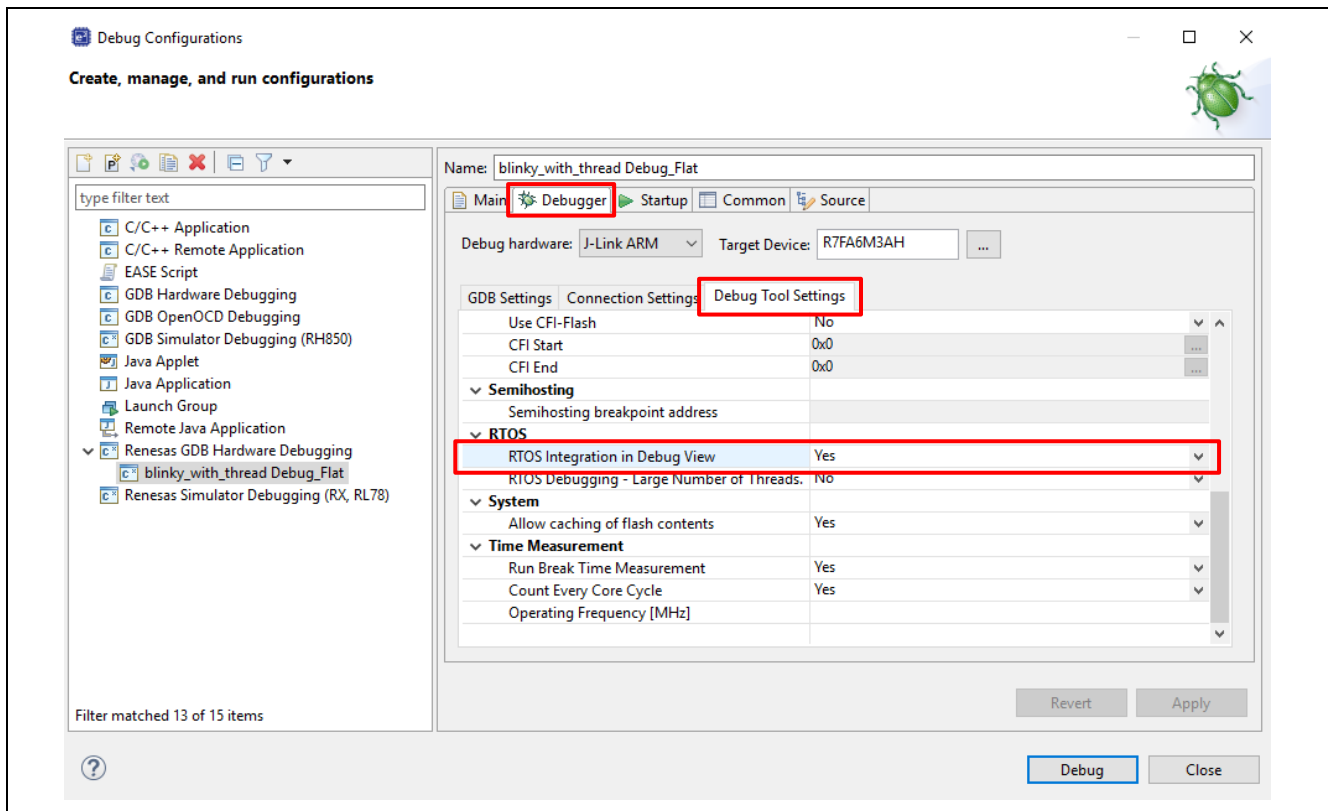 Debug Configurations
Create, manage, and run configurations
type filter text
C/C++ Application
C/C++ Remote Application
EASE Script
GDB Hardware Debugging
GDB OpenOCD Debugging
GDB Simulator Debugging (RH850)
Java Applet
Java Application
Launch Group
Remote Java Application
Renesas GDB Hardware Debugging
blinky_with_thread Debug_Flat
Renesas Simulator Debugging (RX, RL78)
Filter matched 13 of 15 items
Name: blinky_with_thread Debug_Flat
Main Debugger Startup Common Source
Debug hardware: J-Link ARM Target Device: R7FA6M3AH ...
GDB Settings Connection Settings Debug Tool Settings
Use CFI-Flash No
CFI Start 0x0 ...
CFI End 0x0 ...
Semihosting
Semihosting breakpoint address
RTOS
RTOS Integration in Debug View Yes
RTOS Debugging - Large Number of Threads. No
System
Allow caching of flash contents Yes
Time Measurement
Run Break Time Measurement Yes
Count Every Core Cycle Yes
Operating Frequency [MHz]
Revert Apply
? Debug Close